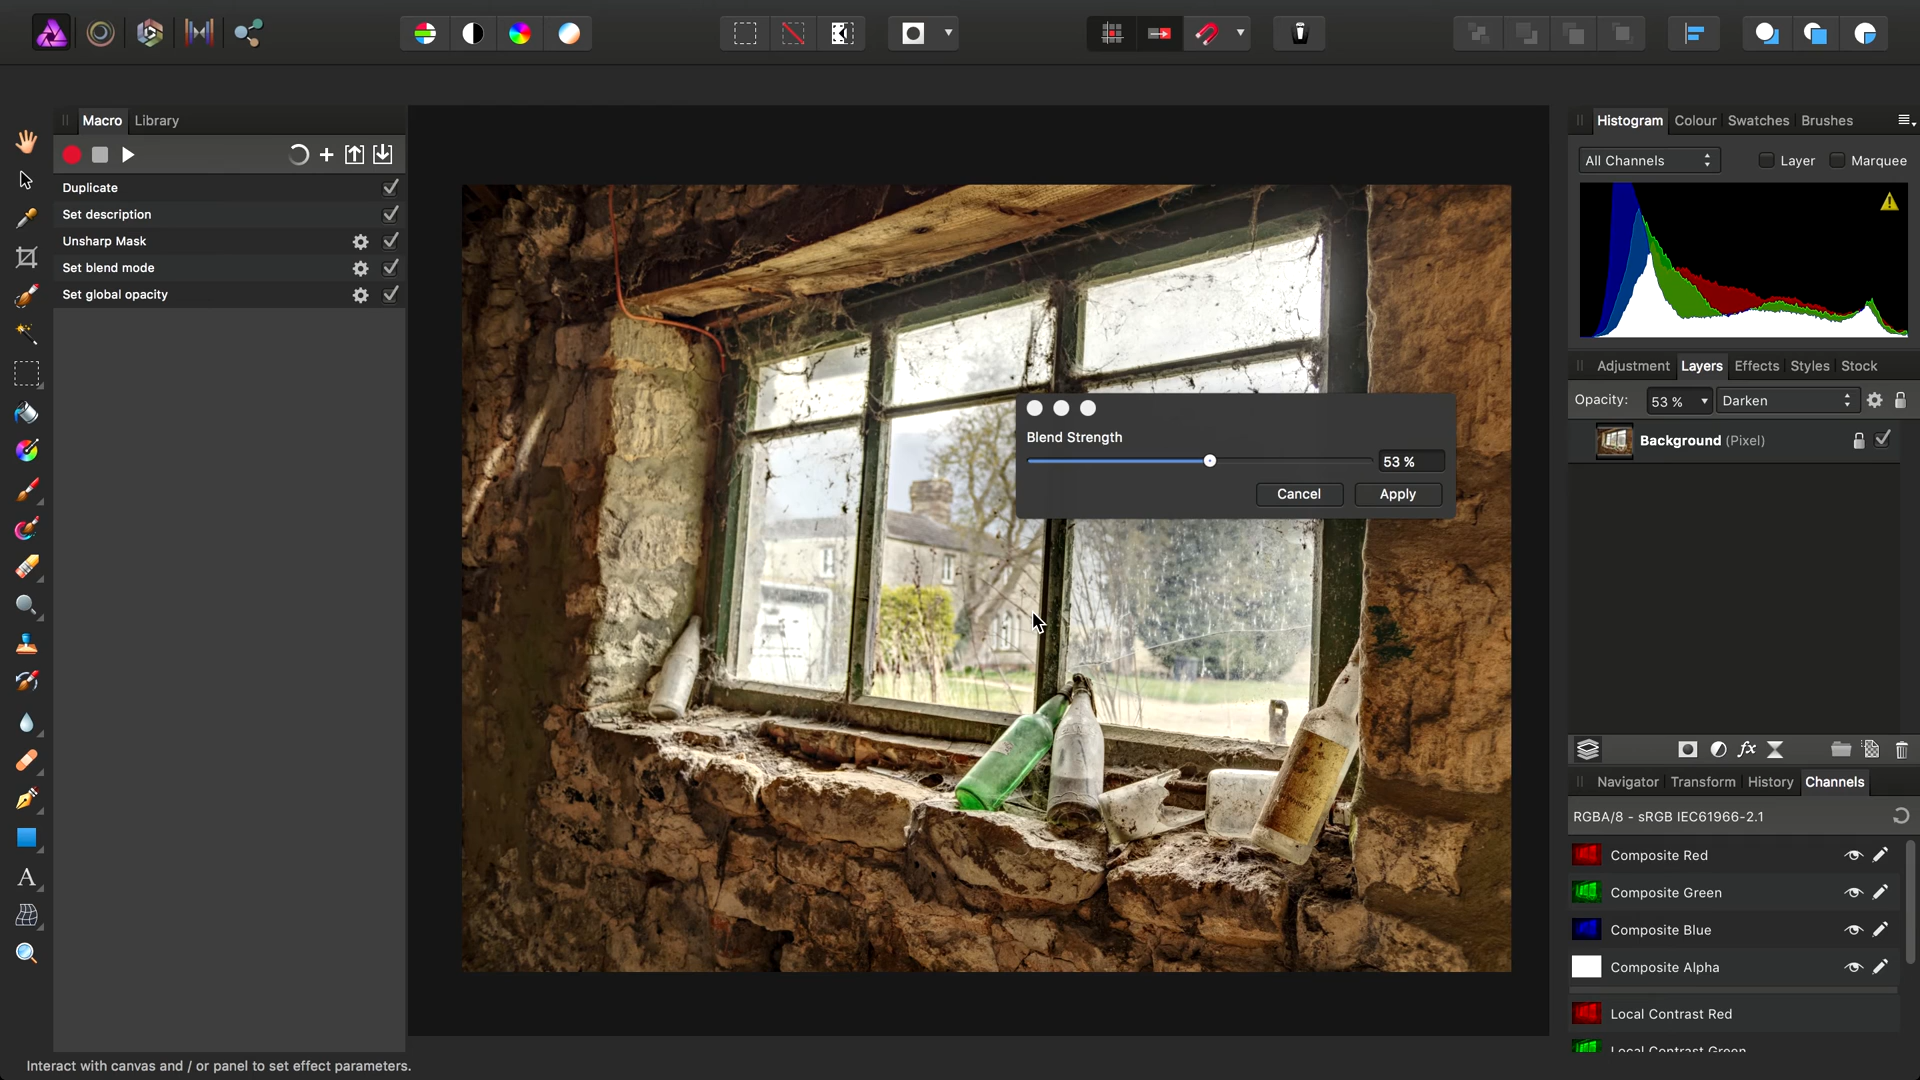 Macro Library
Duplicate
Set description
Unsharp Mask
Set blend mode
Set global opacity
Blend Strength
53 %
Cancel Apply
Histogram Colour Swatches Brushes
All Channels Layer Marquee
Adjustment Layers Effects Styles Stock
Opacity: 53 % Darken
Background (Pixel)
Navigator Transform History Channels
RGBA/8 - sRGB IEC61966-2.1
Composite Red
Composite Green
Composite Blue
Composite Alpha
Local Contrast Red
Local Contrast Green
Interact with canvas and / or panel to set effect parameters.